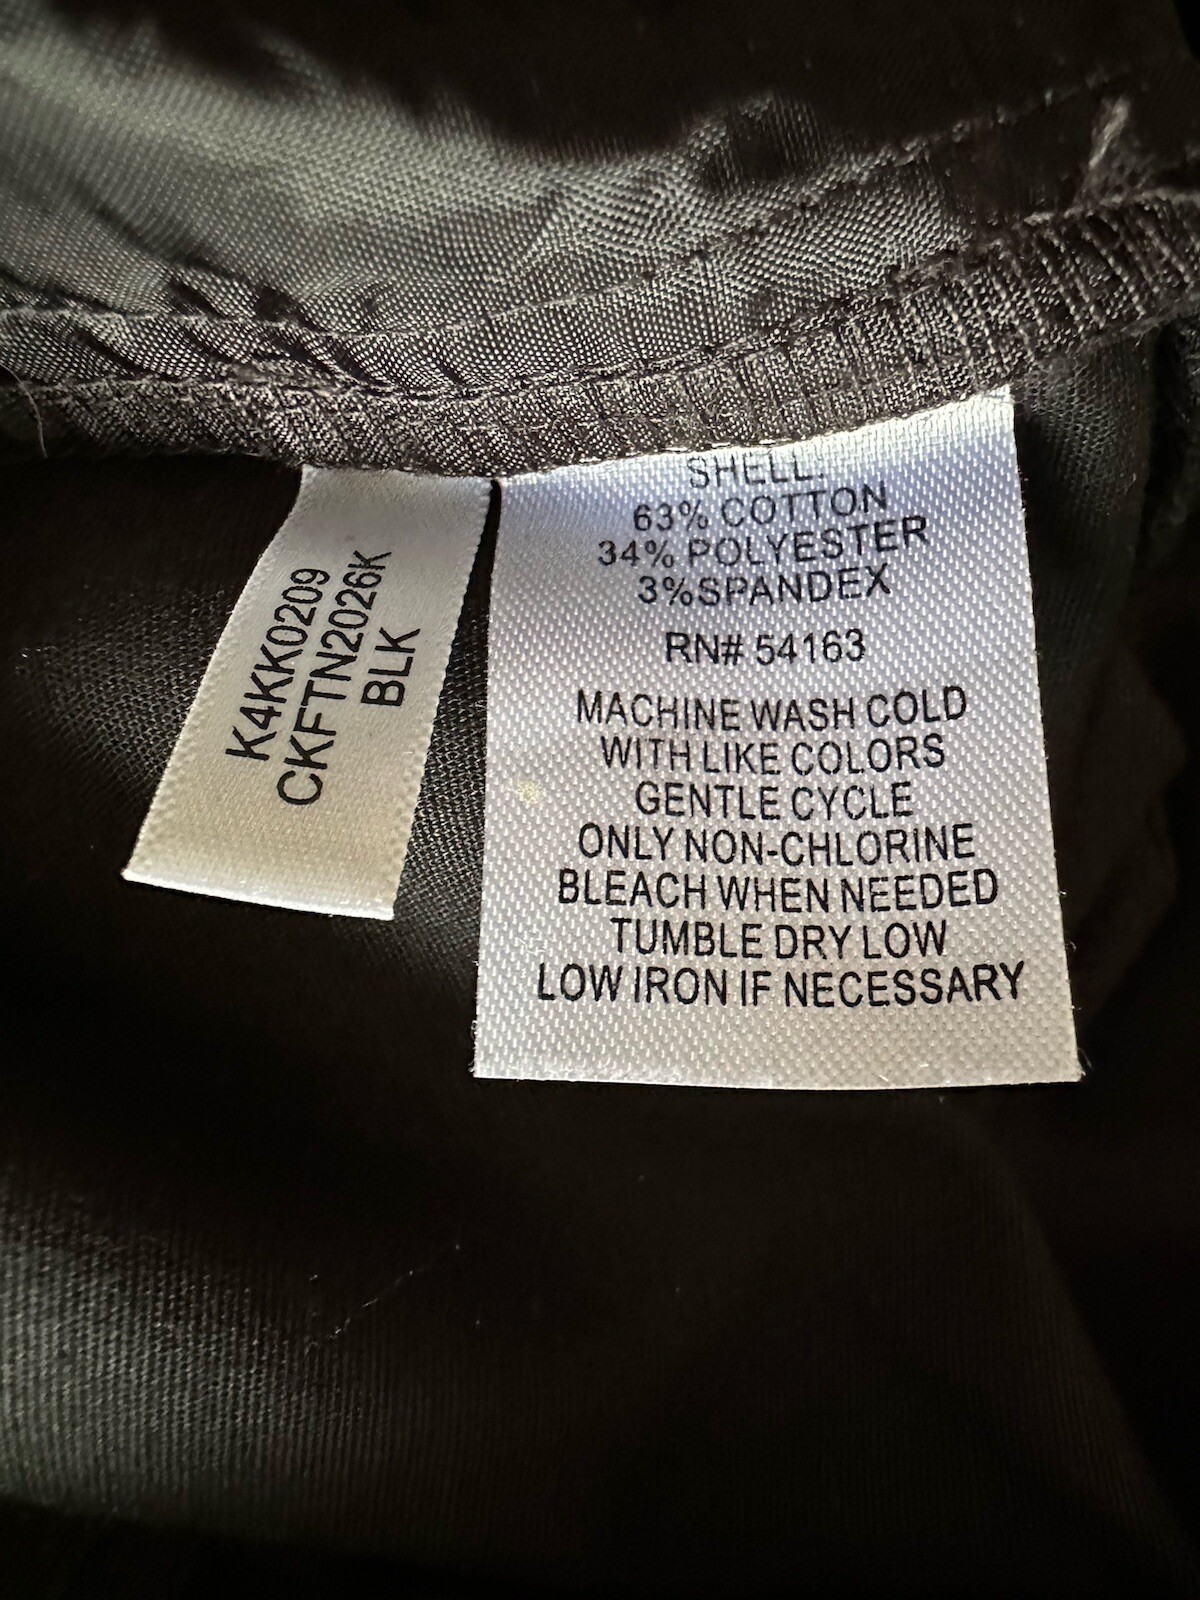 K4KK0209
CKFTN2026K
BLK
SHELL:
63% COTTON
34% POLYESTER
3%SPANDEX
RN# 54163
MACHINE WASH COLD
WITH LIKE COLORS
GENTLE CYCLE
ONLY NON-CHLORINE
BLEACH WHEN NEEDED
TUMBLE DRY LOW
LOW IRON IF NECESSARY